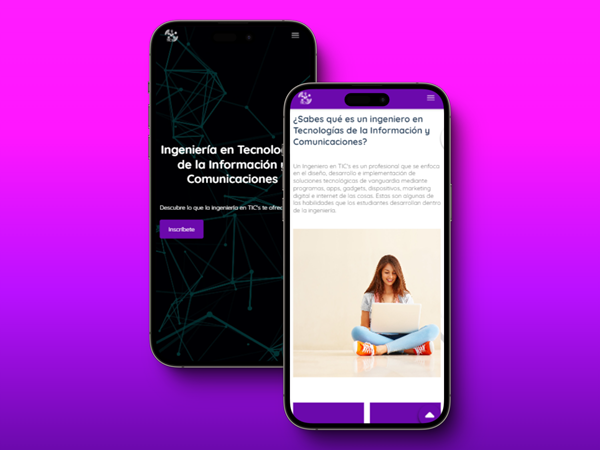 Ingeniería en Tecnolog
de la Información y
Comunicaciones
Descubre lo que la ingeniería en TIC's te ofrec
Inscríbete
¿Sabes qué es un ingeniero en
Tecnologías de la Información y
Comunicaciones?
Un Ingeniero en TIC's es un profesional que se enfoca
en el diseño, desarrollo e implementación de
soluciones tecnológicas de vanguardia mediante
programas, apps, gadgets, dispositivos, marketing
digital e internet de las cosas. Estas son algunas de
las habilidades que los estudiantes desarrollan dentro
de la ingeniería.